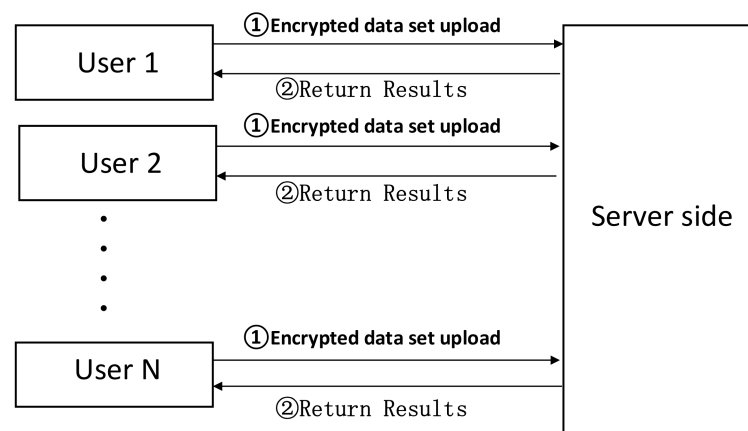 ①Encrypted data set upload
User 1
②Return Results
①Encrypted data set upload
User 2
②Return Results
Server side
①Encrypted data set upload
User N
②Return Results